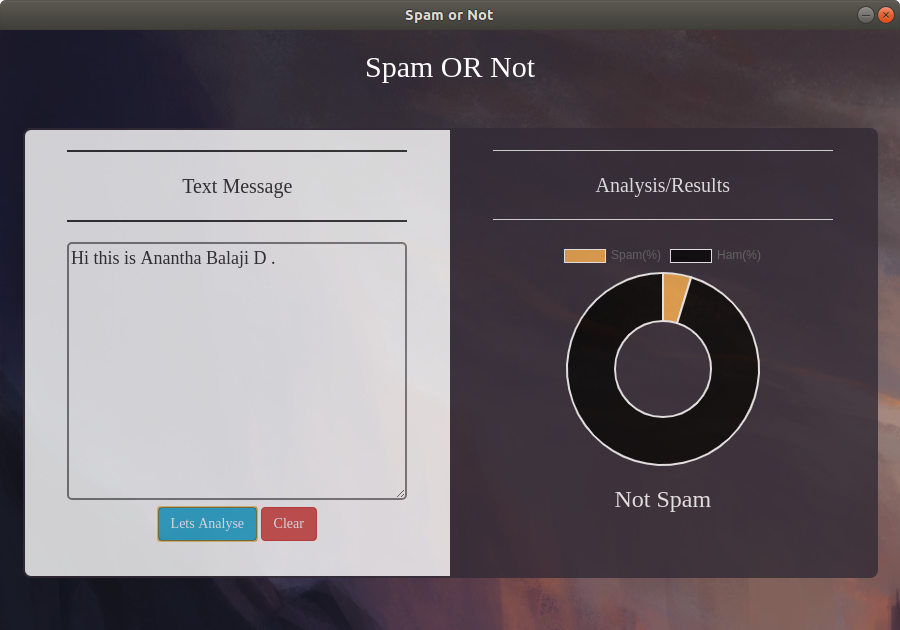 Spam or Not
Spam OR Not
Text Message
Hi this is Anantha Balaji D .
Lets Analyse
Clear
Analysis/Results
Spam(%)
Ham(%)
Not Spam